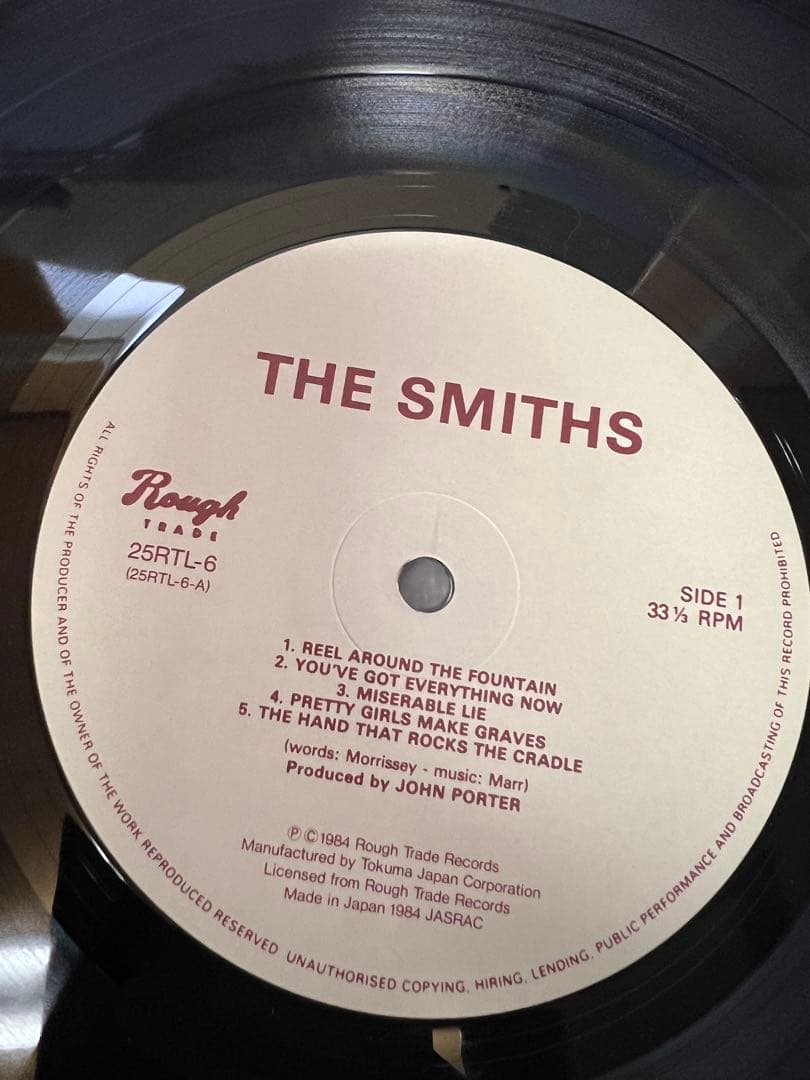 THE SMITHS
Rough
TRADE
25RTL-6
(25RTL-6-A)
SIDE 1
33 ⅓ RPM
1. REEL AROUND THE FOUNTAIN
2. YOU'VE GOT EVERYTHING NOW
3. MISERABLE LIE
4. PRETTY GIRLS MAKE GRAVES
5. THE HAND THAT ROCKS THE CRADLE
(words: Morrissey - music: Marr)
Produced by JOHN PORTER
℗©1984 Rough Trade Records
Manufactured by Tokuma Japan Corporation
Licensed from Rough Trade Records
Made in Japan 1984 JASRAC
ALL RIGHTS OF THE PRODUCER AND OF THE OWNER OF THE WORK REPRODUCED RESERVED. UNAUTHORISED COPYING, HIRING, LENDING, PUBLIC PERFORMANCE AND BROADCASTING OF THIS RECORD PROHIBITED